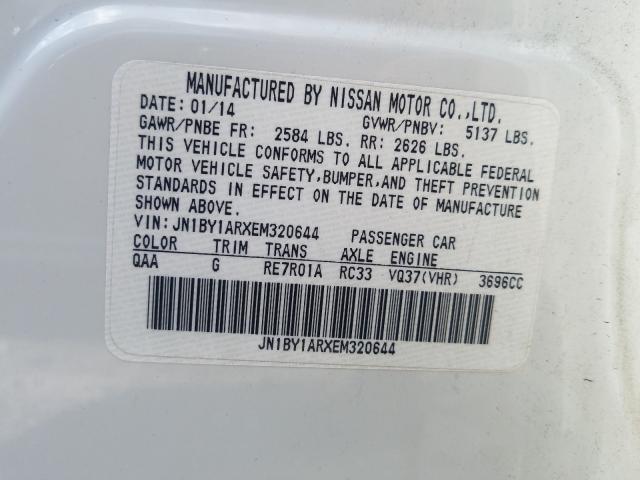 MANUFACTURED BY NISSAN MOTOR CO.,LTD.
DATE: 01/14 GVWR/PNBV: 5137 LBS.
GAWR/PNBE FR: 2584 LBS. RR: 2626 LBS.
THIS VEHICLE CONFORMS TO ALL APPLICABLE FEDERAL
MOTOR VEHICLE SAFETY,BUMPER,AND THEFT PREVENTION
STANDARDS IN EFFECT ON THE DATE OF MANUFACTURE
SHOWN ABOVE.
VIN: JN1BY1ARXEM320644 PASSENGER CAR
COLOR TRIM TRANS AXLE ENGINE
QAA G RE7R01A RC33 VQ37(VHR) 3696CC
JN1BY1ARXEM320644